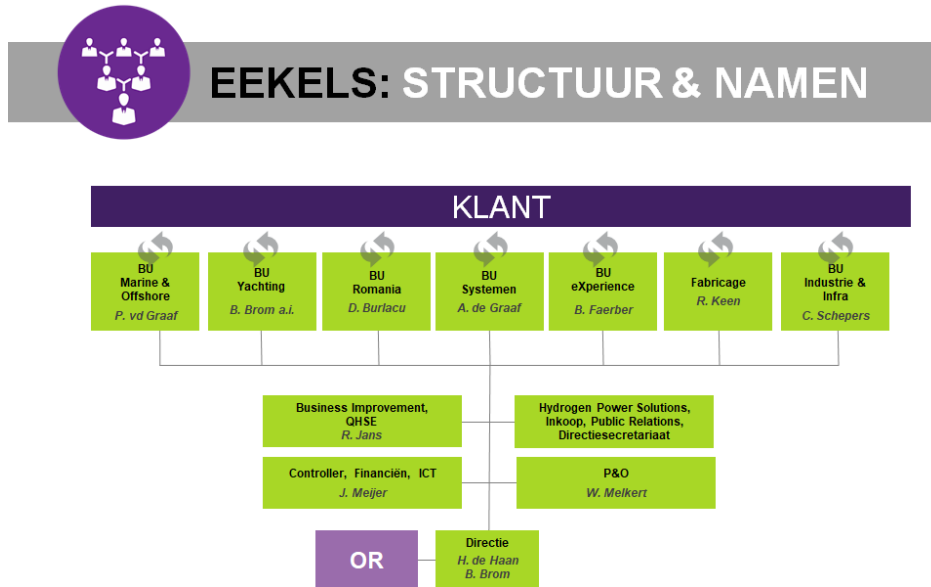 EEKELS: STRUCTUUR & NAMEN
KLANT
BU
Marine &
Offshore
P. vd Graaf
BU
Yachting
B. Brom a.i.
BU
Romania
D. Burlacu
BU
Systemen
A. de Graaf
BU
eXperience
B. Faerber
Fabricage
R. Keen
BU
Industrie &
Infra
C. Schepers
Business Improvement,
QHSE
R. Jans
Hydrogen Power Solutions,
Inkoop, Public Relations,
Directiesecretariaat
Controller, Financiën, ICT
J. Meijer
P&O
W. Melkert
OR
Directie
H. de Haan
B. Brom